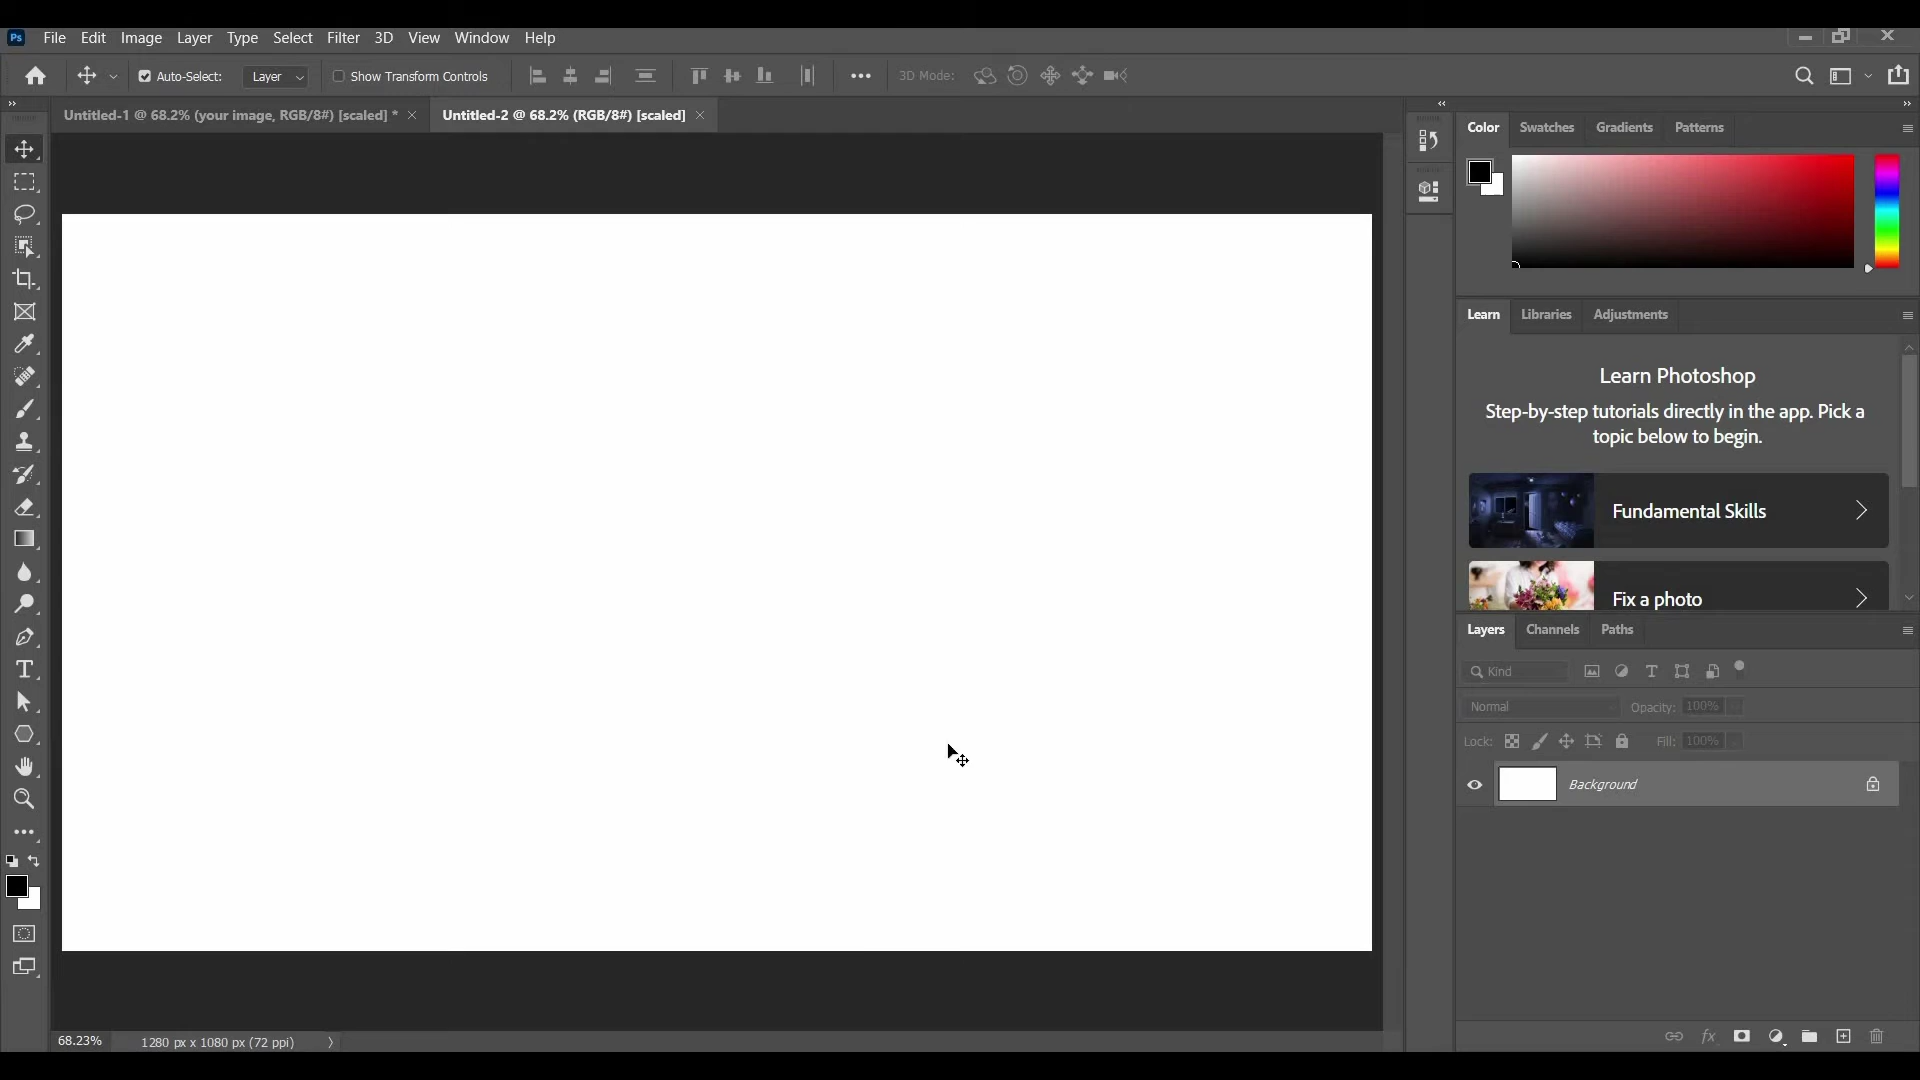 Ps File Edit Image Layer Type Select Filter 3D View Window Help
Auto-Select: Layer Show Transform Controls 3D Mode:
Untitled-1 @ 68.2% (your image, RGB/8#) [scaled] * Untitled-2 @ 68.2% (RGB/8#) [scaled]
Color Swatches Gradients Patterns
Learn Libraries Adjustments
Learn Photoshop
Step-by-step tutorials directly in the app. Pick a
topic below to begin.
Fundamental Skills
Fix a photo
Layers Channels Paths
Kind
Normal Opacity: 100%
Lock: Fill: 100%
Background
68.23% 1280 px x 1080 px (72 ppi)